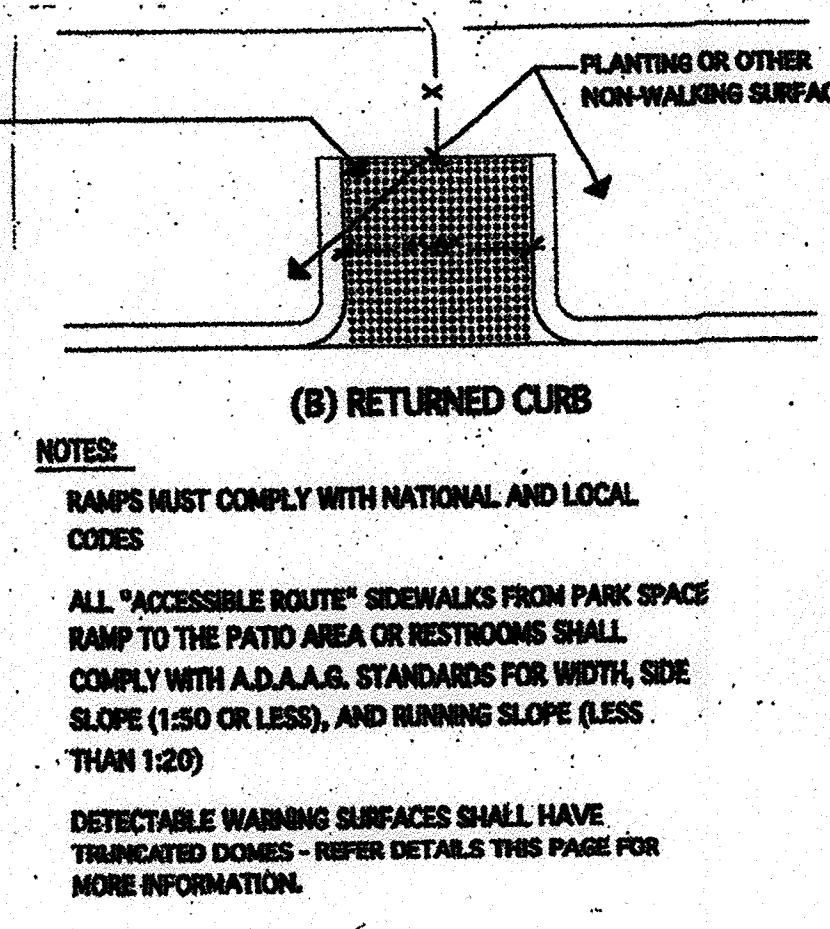 PLANTING OR OTHER
NON-WALKING SURFAC
X
(B) RETURNED CURB
NOTES:
RAMPS MUST COMPLY WITH NATIONAL AND LOCAL
CODES
ALL "ACCESSIBLE ROUTE" SIDEWALKS FROM PARK SPACE
RAMP TO THE PATIO AREA OR RESTROOMS SHALL
COMPLY WITH A.D.A.A.G. STANDARDS FOR WIDTH, SIDE
SLOPE (1:50 OR LESS), AND RUNNING SLOPE (LESS
THAN 1:20)
DETECTABLE WARNING SURFACES SHALL HAVE
TRUNCATED DOMES - REFER DETAILS THIS PAGE FOR
MORE INFORMATION.